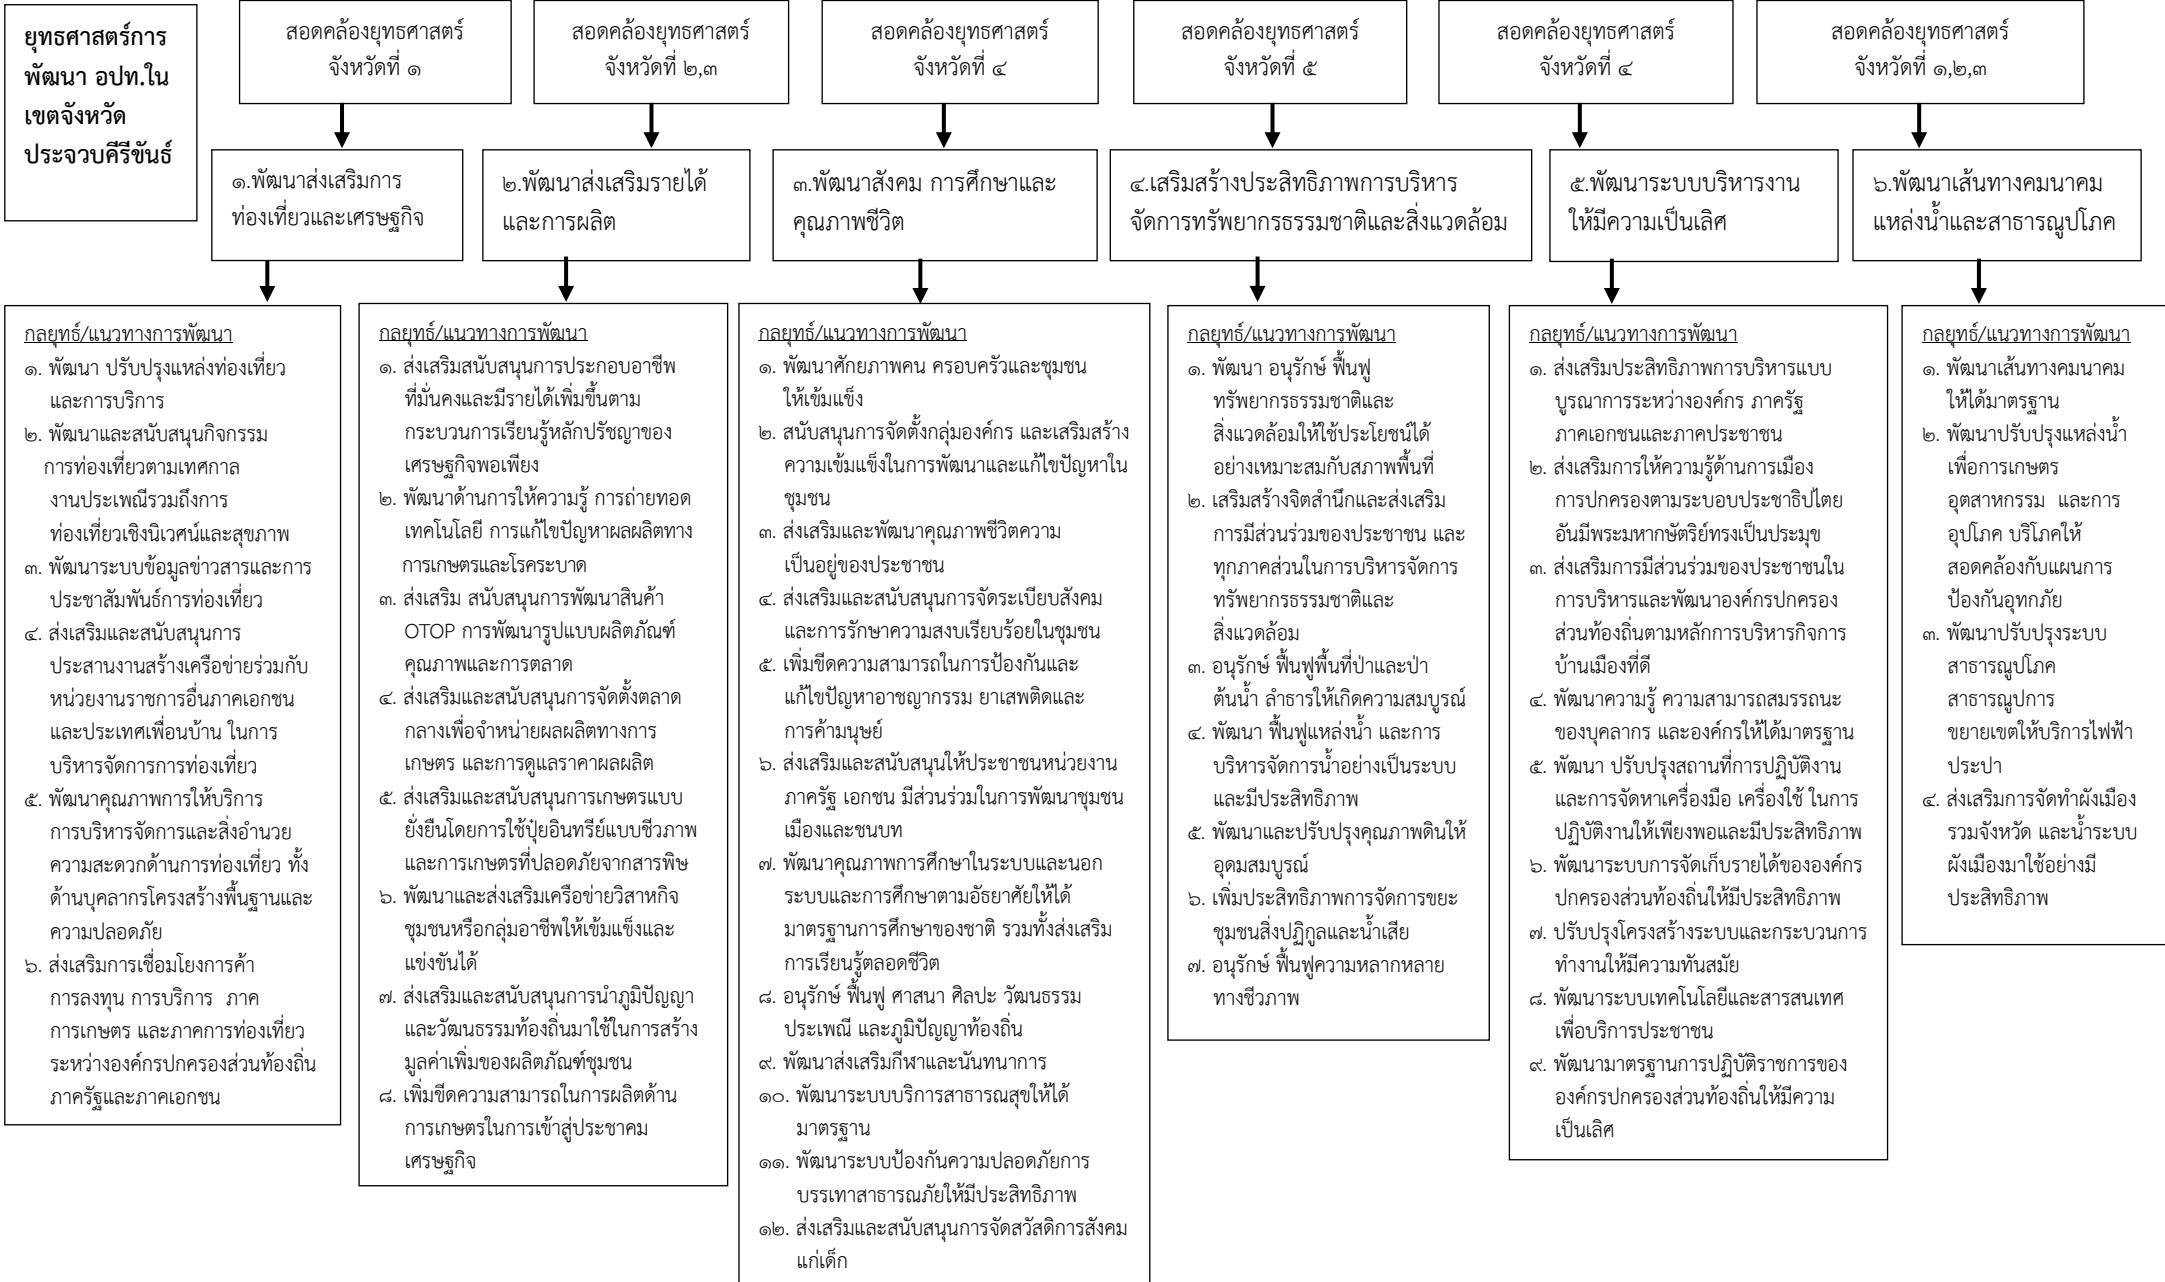 ยุทธศาสตร์การ
พัฒนา อปท.ใน
เขตจังหวัด
ประจวบคีรีขันธ์
สอดคล้องยุทธศาสตร์
จังหวัดที่ ๑
สอดคล้องยุทธศาสตร์
จังหวัดที่ ๒,๓
สอดคล้องยุทธศาสตร์
จังหวัดที่ ๔
สอดคล้องยุทธศาสตร์
จังหวัดที่ ๕
สอดคล้องยุทธศาสตร์
จังหวัดที่ ๔
สอดคล้องยุทธศาสตร์
จังหวัดที่ ๑,๒,๓
๑.พัฒนาส่งเสริมการ
ท่องเที่ยวและเศรษฐกิจ
๒.พัฒนาส่งเสริมรายได้
และการผลิต
๓.พัฒนาสังคม การศึกษาและ
คุณภาพชีวิต
๔.เสริมสร้างประสิทธิภาพการบริหาร
จัดการทรัพยากรธรรมชาติและสิ่งแวดล้อม
๕.พัฒนาระบบบริหารงาน
ให้มีความเป็นเลิศ
๖.พัฒนาเส้นทางคมนาคม
แหล่งน้ำและสาธารณูปโภค
กลยุทธ์/แนวทางการพัฒนา
๑. พัฒนา ปรับปรุงแหล่งท่องเที่ยว
และการบริการ
๒. พัฒนาและสนับสนุนกิจกรรม
การท่องเที่ยวตามเทศกาล
งานประเพณีรวมถึงการ
ท่องเที่ยวเชิงนิเวศน์และสุขภาพ
๓. พัฒนาระบบข้อมูลข่าวสารและการ
ประชาสัมพันธ์การท่องเที่ยว
๔. ส่งเสริมและสนับสนุนการ
ประสานงานสร้างเครือข่ายร่วมกับ
หน่วยงานราชการอื่นภาคเอกชน
และประเทศเพื่อนบ้าน ในการ
บริหารจัดการการท่องเที่ยว
๕. พัฒนาคุณภาพการให้บริการ
การบริหารจัดการและสิ่งอำนวย
ความสะดวกด้านการท่องเที่ยว ทั้ง
ด้านบุคลากรโครงสร้างพื้นฐานและ
ความปลอดภัย
๖. ส่งเสริมการเชื่อมโยงการค้า
การลงทุน การบริการ ภาค
การเกษตร และภาคการท่องเที่ยว
ระหว่างองค์กรปกครองส่วนท้องถิ่น
ภาครัฐและภาคเอกชน
กลยุทธ์/แนวทางการพัฒนา
๑. ส่งเสริมสนับสนุนการประกอบอาชีพ
ที่มั่นคงและมีรายได้เพิ่มขึ้นตาม
กระบวนการเรียนรู้หลักปรัชญาของ
เศรษฐกิจพอเพียง
๒. พัฒนาด้านการให้ความรู้ การถ่ายทอด
เทคโนโลยี การแก้ไขปัญหาผลผลิตทาง
การเกษตรและโรคระบาด
๓. ส่งเสริม สนับสนุนการพัฒนาสินค้า
OTOP การพัฒนารูปแบบผลิตภัณฑ์
คุณภาพและการตลาด
๔. ส่งเสริมและสนับสนุนการจัดตั้งตลาด
กลางเพื่อจำหน่ายผลผลิตทางการ
เกษตร และการดูแลราคาผลผลิต
๕. ส่งเสริมและสนับสนุนการเกษตรแบบ
ยั่งยืนโดยการใช้ปุ๋ยอินทรีย์แบบชีวภาพ
และการเกษตรที่ปลอดภัยจากสารพิษ
๖. พัฒนาและส่งเสริมเครือข่ายวิสาหกิจ
ชุมชนหรือกลุ่มอาชีพให้เข้มแข็งและ
แข่งขันได้
๗. ส่งเสริมและสนับสนุนการนำภูมิปัญญา
และวัฒนธรรมท้องถิ่นมาใช้ในการสร้าง
มูลค่าเพิ่มของผลิตภัณฑ์ชุมชน
๘. เพิ่มขีดความสามารถในการผลิตด้าน
การเกษตรในการเข้าสู่ประชาคม
เศรษฐกิจ
กลยุทธ์/แนวทางการพัฒนา
๑. พัฒนาศักยภาพคน ครอบครัวและชุมชน
ให้เข้มแข็ง
๒. สนับสนุนการจัดตั้งกลุ่มองค์กร และเสริมสร้าง
ความเข้มแข็งในการพัฒนาและแก้ไขปัญหาใน
ชุมชน
๓. ส่งเสริมและพัฒนาคุณภาพชีวิตความ
เป็นอยู่ของประชาชน
๔. ส่งเสริมและสนับสนุนการจัดระเบียบสังคม
และการรักษาความสงบเรียบร้อยในชุมชน
๕. เพิ่มขีดความสามารถในการป้องกันและ
แก้ไขปัญหาอาชญากรรม ยาเสพติดและ
การค้ามนุษย์
๖. ส่งเสริมและสนับสนุนให้ประชาชนหน่วยงาน
ภาครัฐ เอกชน มีส่วนร่วมในการพัฒนาชุมชน
เมืองและชนบท
๗. พัฒนาคุณภาพการศึกษาในระบบและนอก
ระบบและการศึกษาตามอัธยาศัยให้ได้
มาตรฐานการศึกษาของชาติ รวมทั้งส่งเสริม
การเรียนรู้ตลอดชีวิต
๘. อนุรักษ์ ฟื้นฟู ศาสนา ศิลปะ วัฒนธรรม
ประเพณี และภูมิปัญญาท้องถิ่น
๙. พัฒนาส่งเสริมกีฬาและนันทนาการ
๑๐. พัฒนาระบบบริการสาธารณสุขให้ได้
มาตรฐาน
๑๑. พัฒนาระบบป้องกันความปลอดภัยการ
บรรเทาสาธารณภัยให้มีประสิทธิภาพ
๑๒. ส่งเสริมและสนับสนุนการจัดสวัสดิการสังคม
แก่เด็ก
กลยุทธ์/แนวทางการพัฒนา
๑. พัฒนา อนุรักษ์ ฟื้นฟู
ทรัพยากรธรรมชาติและ
สิ่งแวดล้อมให้ใช้ประโยชน์ได้
อย่างเหมาะสมกับสภาพพื้นที่
๒. เสริมสร้างจิตสำนึกและส่งเสริม
การมีส่วนร่วมของประชาชน และ
ทุกภาคส่วนในการบริหารจัดการ
ทรัพยากรธรรมชาติและ
สิ่งแวดล้อม
๓. อนุรักษ์ ฟื้นฟูพื้นที่ป่าและป่า
ต้นน้ำ ลำธารให้เกิดความสมบูรณ์
๔. พัฒนา ฟื้นฟูแหล่งน้ำ และการ
บริหารจัดการน้ำอย่างเป็นระบบ
และมีประสิทธิภาพ
๕. พัฒนาและปรับปรุงคุณภาพดินให้
อุดมสมบูรณ์
๖. เพิ่มประสิทธิภาพการจัดการขยะ
ชุมชนสิ่งปฏิกูลและน้ำเสีย
๗. อนุรักษ์ ฟื้นฟูความหลากหลาย
ทางชีวภาพ
กลยุทธ์/แนวทางการพัฒนา
๑. ส่งเสริมประสิทธิภาพการบริหารแบบ
บูรณาการระหว่างองค์กร ภาครัฐ
ภาคเอกชนและภาคประชาชน
๒. ส่งเสริมการให้ความรู้ด้านการเมือง
การปกครองตามระบอบประชาธิปไตย
อันมีพระมหากษัตริย์ทรงเป็นประมุข
๓. ส่งเสริมการมีส่วนร่วมของประชาชนใน
การบริหารและพัฒนาองค์กรปกครอง
ส่วนท้องถิ่นตามหลักการบริหารกิจการ
บ้านเมืองที่ดี
๔. พัฒนาความรู้ ความสามารถสมรรถนะ
ของบุคลากร และองค์กรให้ได้มาตรฐาน
๕. พัฒนา ปรับปรุงสถานที่การปฏิบัติงาน
และการจัดหาเครื่องมือ เครื่องใช้ ในการ
ปฏิบัติงานให้เพียงพอและมีประสิทธิภาพ
๖. พัฒนาระบบการจัดเก็บรายได้ขององค์กร
ปกครองส่วนท้องถิ่นให้มีประสิทธิภาพ
๗. ปรับปรุงโครงสร้างระบบและกระบวนการ
ทำงานให้มีความทันสมัย
๘. พัฒนาระบบเทคโนโลยีและสารสนเทศ
เพื่อบริการประชาชน
๙. พัฒนามาตรฐานการปฏิบัติราชการของ
องค์กรปกครองส่วนท้องถิ่นให้มีความ
เป็นเลิศ
กลยุทธ์/แนวทางการพัฒนา
๑. พัฒนาเส้นทางคมนาคม
ให้ได้มาตรฐาน
๒. พัฒนาปรับปรุงแหล่งน้ำ
เพื่อการเกษตร
อุตสาหกรรม และการ
อุปโภค บริโภคให้
สอดคล้องกับแผนการ
ป้องกันอุทกภัย
๓. พัฒนาปรับปรุงระบบ
สาธารณูปโภค
สาธารณูปการ
ขยายเขตให้บริการไฟฟ้า
ประปา
๔. ส่งเสริมการจัดทำผังเมือง
รวมจังหวัด และน้ำระบบ
ผังเมืองมาใช้อย่างมี
ประสิทธิภาพ